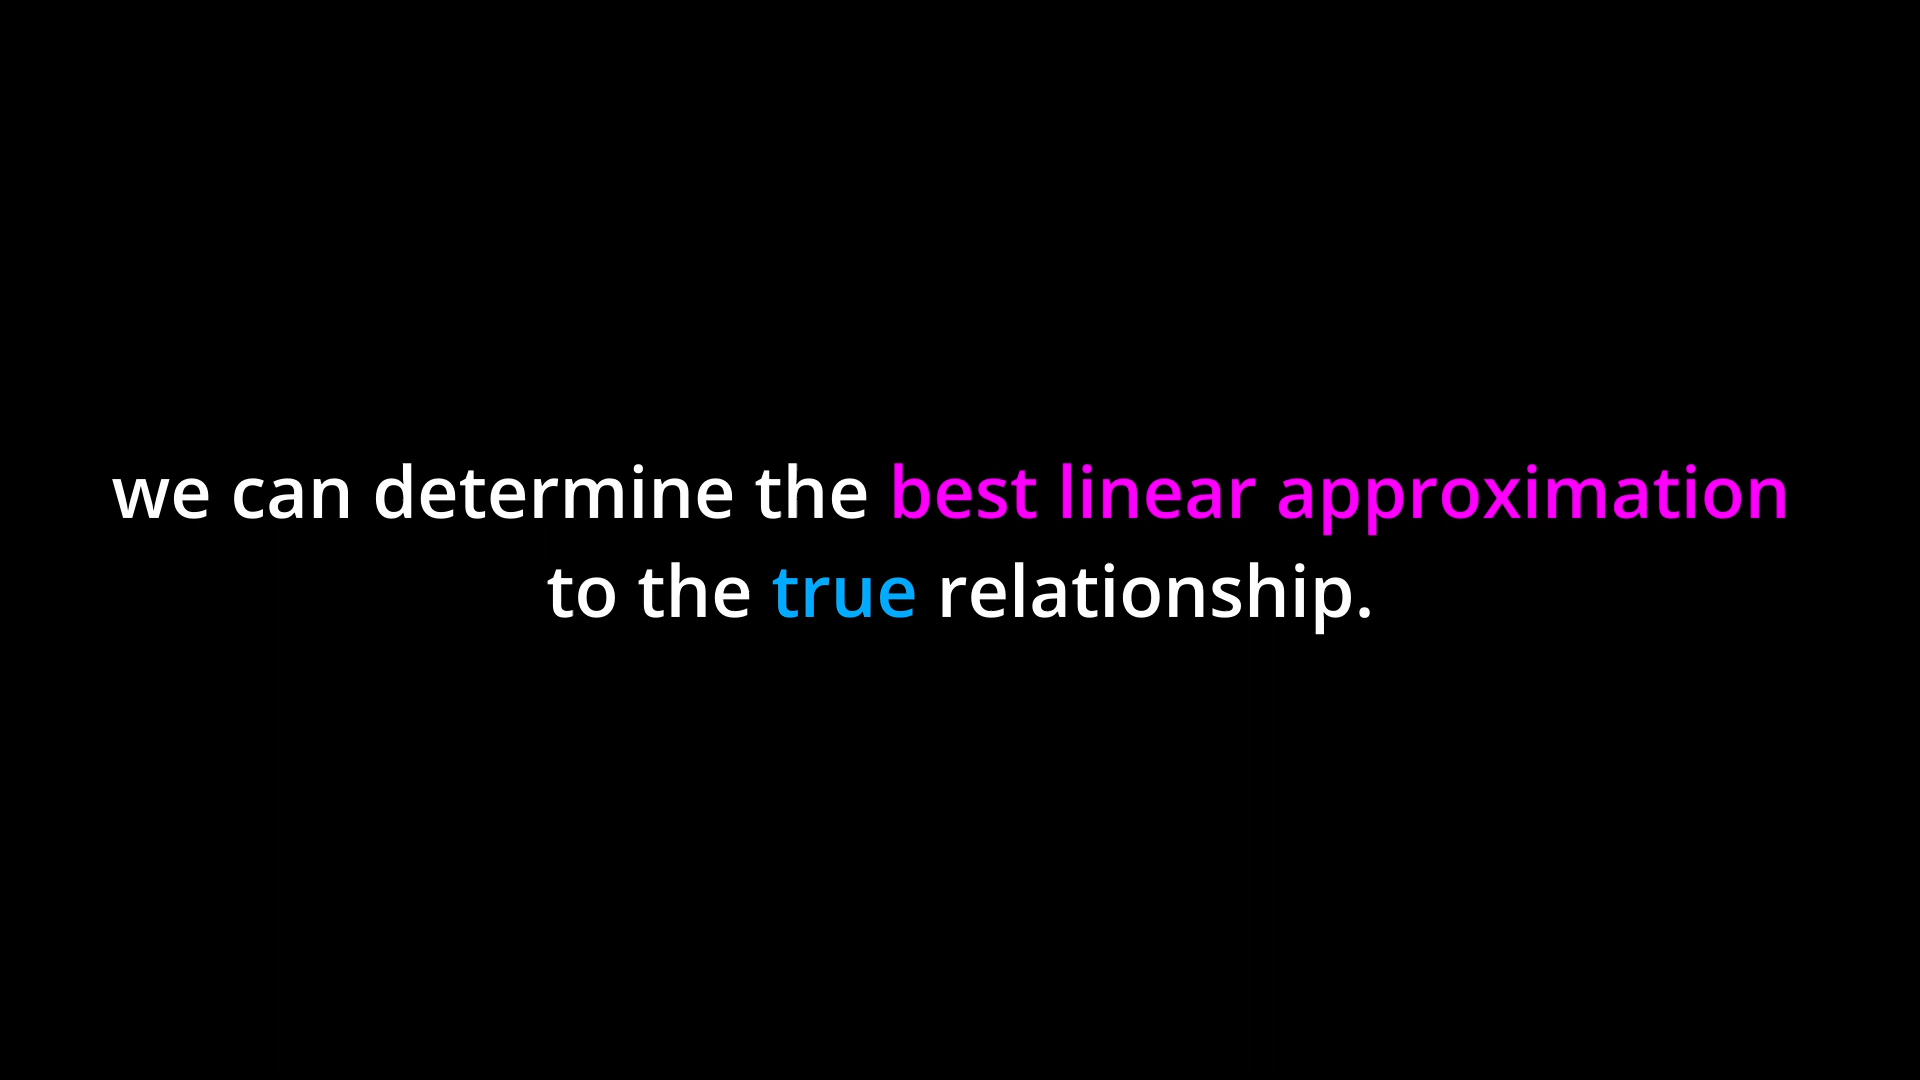 we can determine the best linear approximation
to the true relationship.